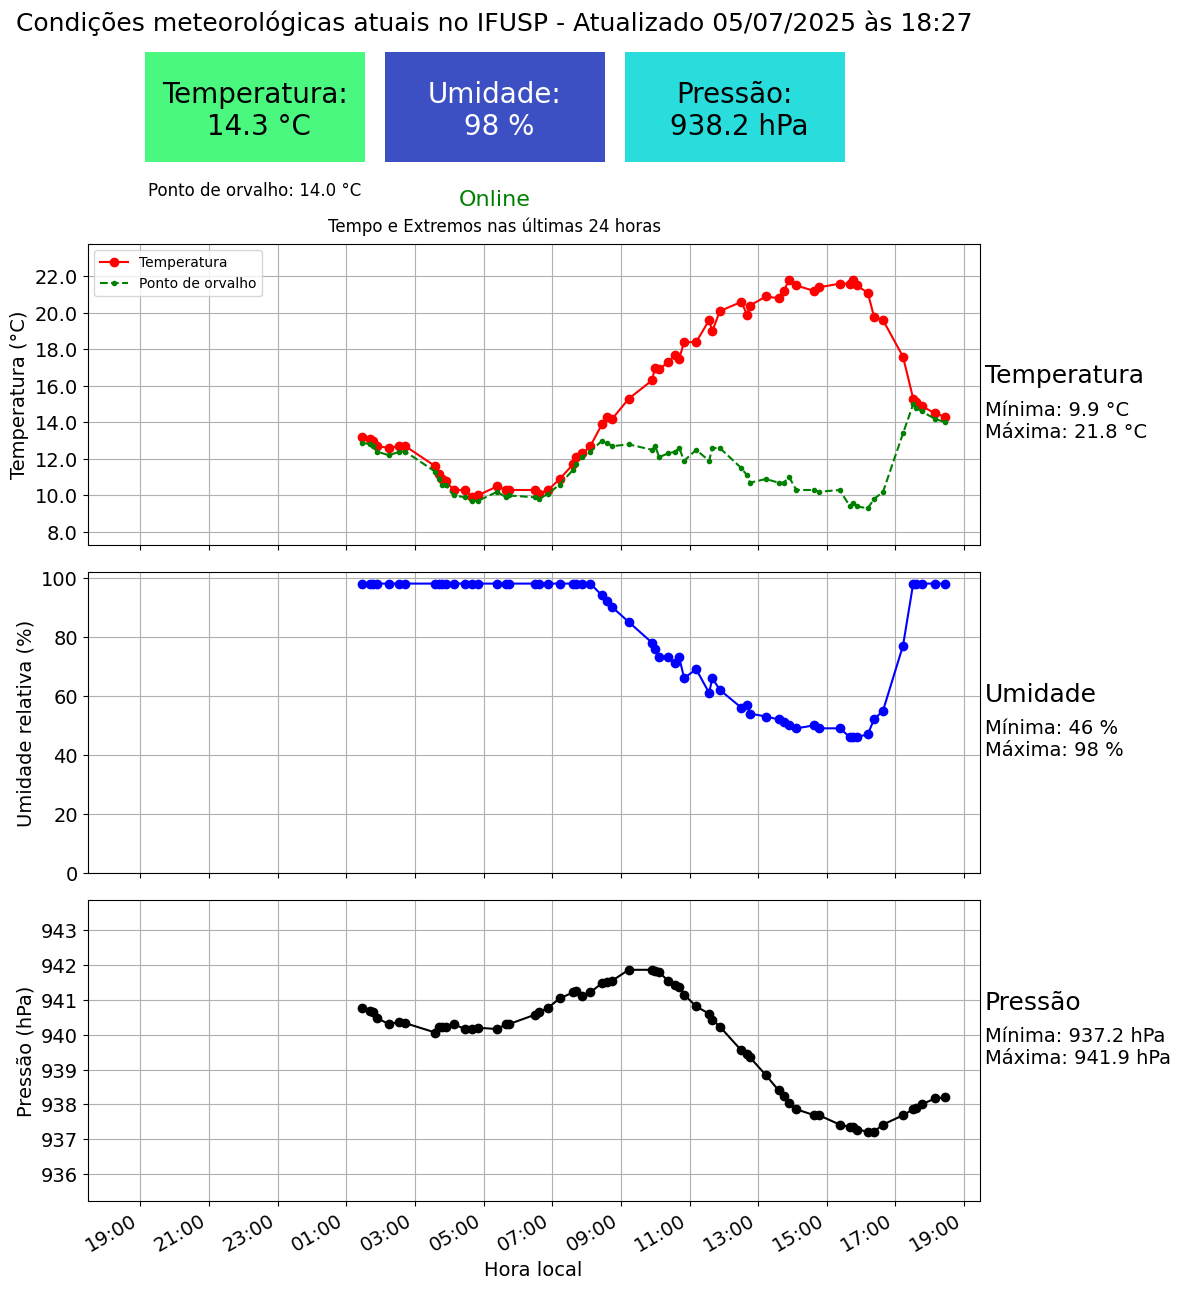 Condições meteorológicas atuais no IFUSP - Atualizado 05/07/2025 às 18:27
Temperatura:
14.3 °C
Umidade:
98 %
Pressão:
938.2 hPa
Ponto de orvalho: 14.0 °C
Online
Tempo e Extremos nas últimas 24 horas
Temperatura
Ponto de orvalho
Temperatura (°C)
22.0
20.0
18.0
16.0
14.0
12.0
10.0
8.0
Temperatura
Mínima: 9.9 °C
Máxima: 21.8 °C
Umidade relativa (%)
100
80
60
40
20
0
Umidade
Mínima: 46 %
Máxima: 98 %
Pressão (hPa)
943
942
941
940
939
938
937
936
Pressão
Mínima: 937.2 hPa
Máxima: 941.9 hPa
19:00 21:00 23:00 01:00 03:00 05:00 07:00 09:00 11:00 13:00 15:00 17:00 19:00
Hora local